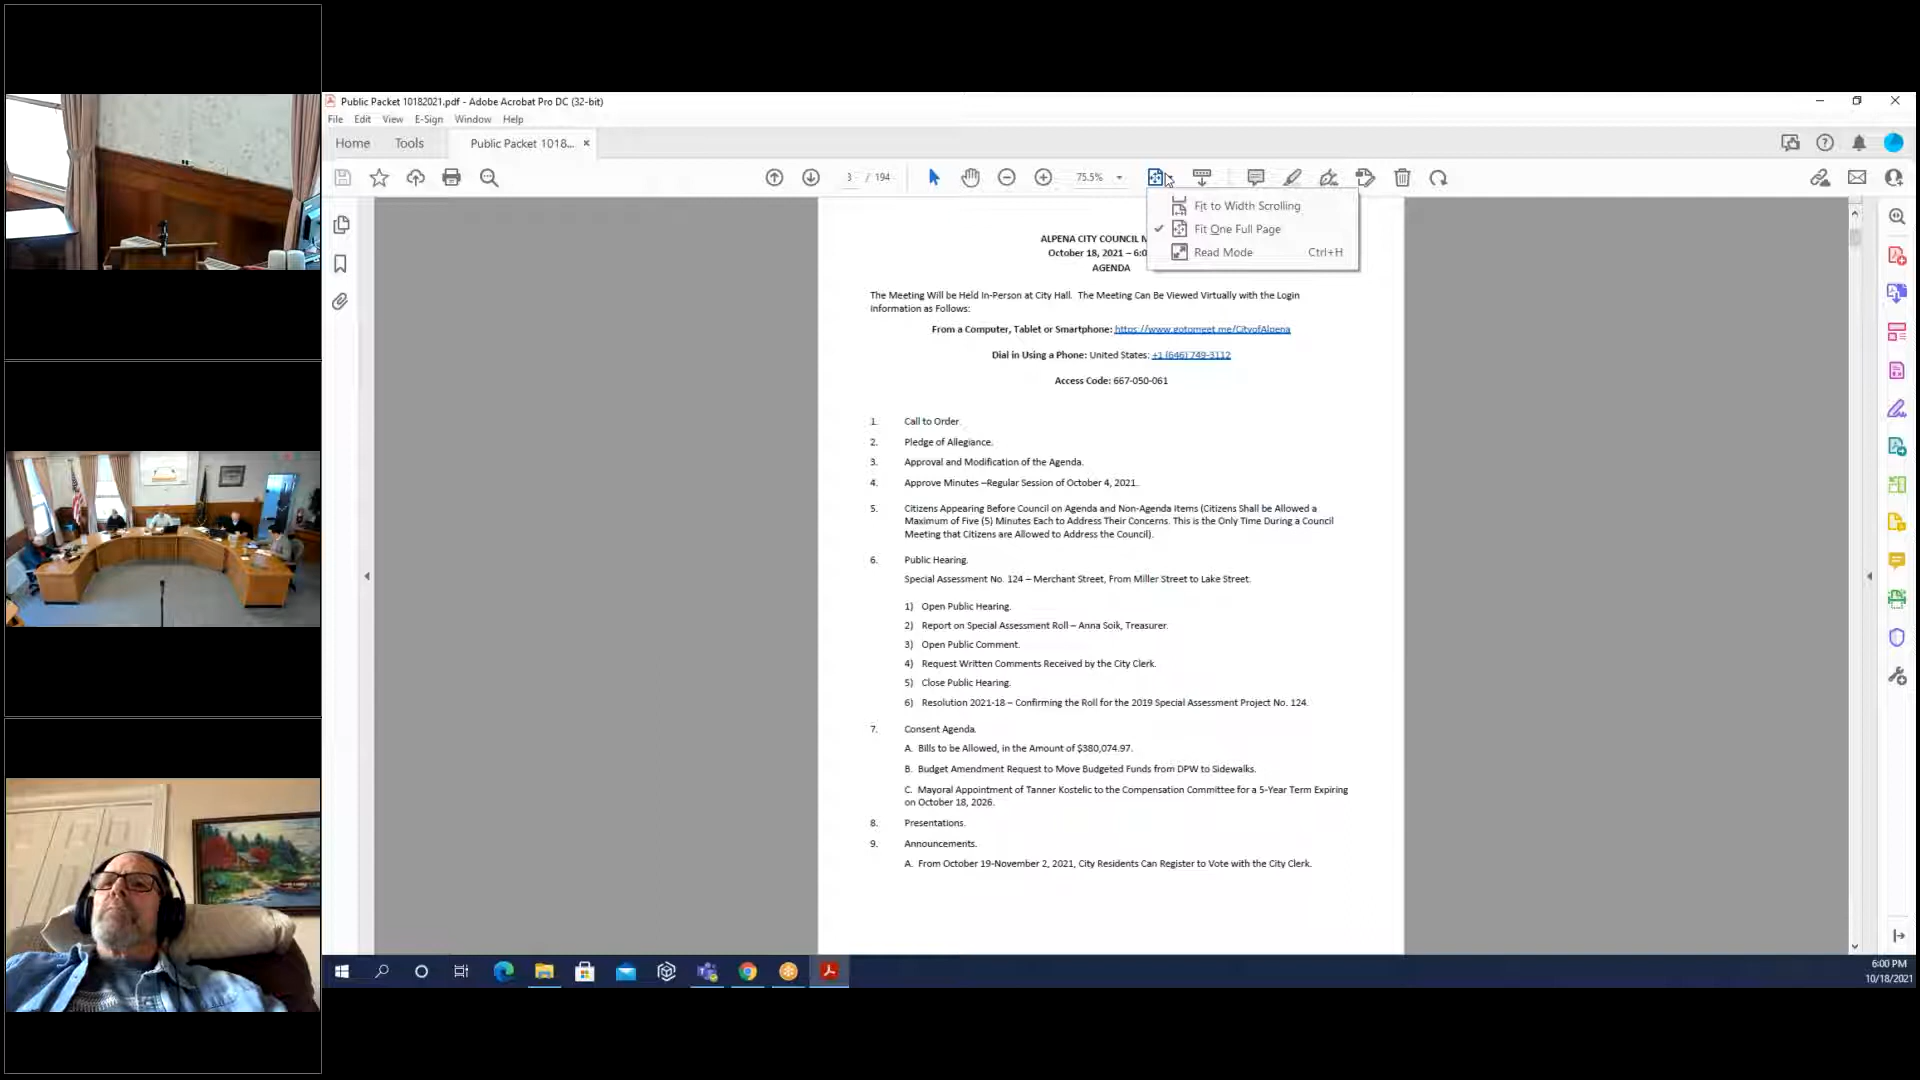 Public Packet 10182021.pdf - Adobe Acrobat Pro DC (32-bit)
File Edit View E-Sign Window Help
Home Tools Public Packet 1018... ×
3 / 194 75.5%
Fit to Width Scrolling
Fit One Full Page
Read Mode Ctrl+H
ALPENA CITY COUNCIL
October 18, 2021 – 6:0
AGENDA
The Meeting Will be Held In-Person at City Hall. The Meeting Can Be Viewed Virtually with the Login
Information as Follows:
From a Computer, Tablet or Smartphone: https://www.gotomeet.me/CityofAlpena
Dial in Using a Phone: United States: +1 (646) 749-3112
Access Code: 667-050-061
1. Call to Order.
2. Pledge of Allegiance.
3. Approval and Modification of the Agenda.
4. Approve Minutes –Regular Session of October 4, 2021.
5. Citizens Appearing Before Council on Agenda and Non-Agenda Items (Citizens Shall be Allowed a
Maximum of Five (5) Minutes Each to Address Their Concerns. This is the Only Time During a Council
Meeting that Citizens are Allowed to Address the Council).
6. Public Hearing.
Special Assessment No. 124 – Merchant Street, From Miller Street to Lake Street.
1) Open Public Hearing.
2) Report on Special Assessment Roll – Anna Soik, Treasurer.
3) Open Public Comment.
4) Request Written Comments Received by the City Clerk.
5) Close Public Hearing.
6) Resolution 2021-18 – Confirming the Roll for the 2019 Special Assessment Project No. 124.
7. Consent Agenda.
A. Bills to be Allowed, in the Amount of $380,074.97.
B. Budget Amendment Request to Move Budgeted Funds from DPW to Sidewalks.
C. Mayoral Appointment of Tanner Kostelic to the Compensation Committee for a 5-Year Term Expiring
on October 18, 2026.
8. Presentations.
9. Announcements.
A. From October 19-November 2, 2021, City Residents Can Register to Vote with the City Clerk.
6:00 PM
10/18/2021